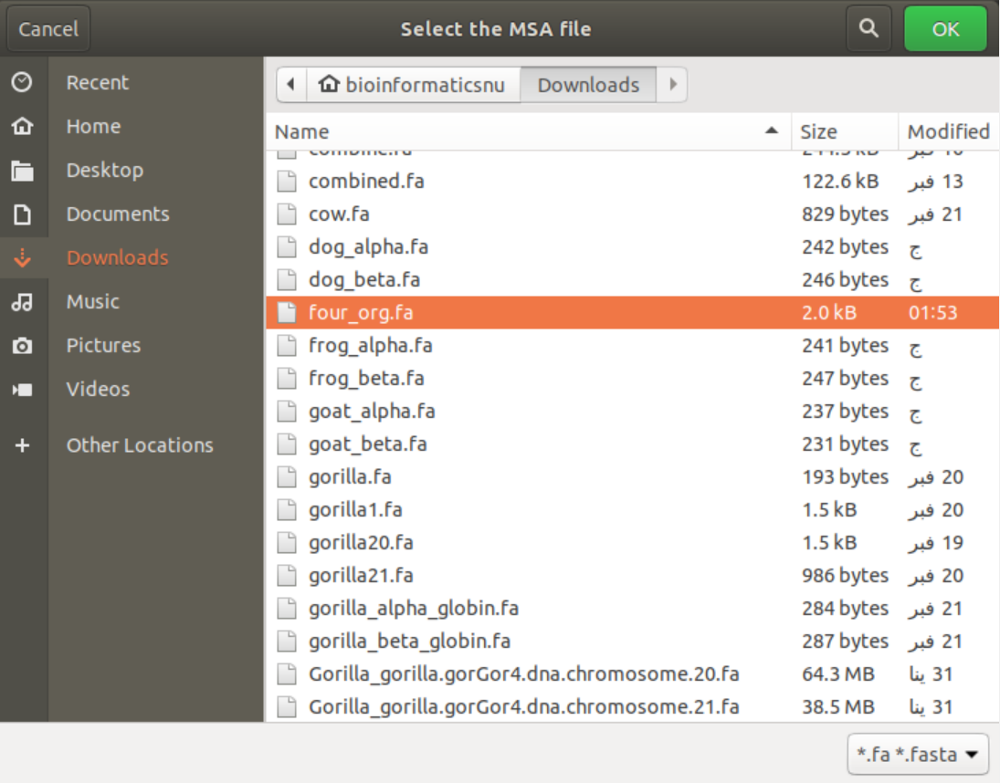 Cancel Select the MSA file OK
Recent
Home
Desktop
Documents
Downloads
Music
Pictures
Videos
Other Locations
bioinformaticsnu Downloads
Name Size Modified
combined.fa 122.6 kB 13 فبر
cow.fa 829 bytes 21 فبر
dog_alpha.fa 242 bytes ج
dog_beta.fa 246 bytes ج
four_org.fa 2.0 kB 01:53
frog_alpha.fa 241 bytes ج
frog_beta.fa 247 bytes ج
goat_alpha.fa 237 bytes ج
goat_beta.fa 231 bytes ج
gorilla.fa 193 bytes 20 فبر
gorilla1.fa 1.5 kB 20 فبر
gorilla20.fa 1.5 kB 19 فبر
gorilla21.fa 986 bytes 20 فبر
gorilla_alpha_globin.fa 284 bytes 21 فبر
gorilla_beta_globin.fa 287 bytes 21 فبر
Gorilla_gorilla.gorGor4.dna.chromosome.20.fa 64.3 MB 31 ينا
Gorilla_gorilla.gorGor4.dna.chromosome.21.fa 38.5 MB 31 ينا
*.fa *.fasta